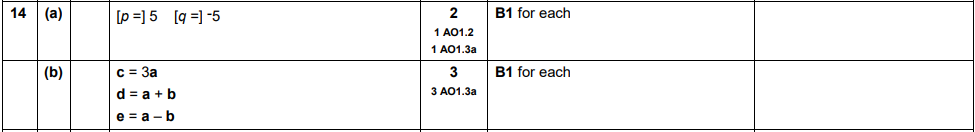 14 (a) [p =] 5 [q =] -5 2 B1 for each
1 AO1.2
1 AO1.3a
(b) c = 3a 3 B1 for each
d = a + b 3 AO1.3a
e = a – b